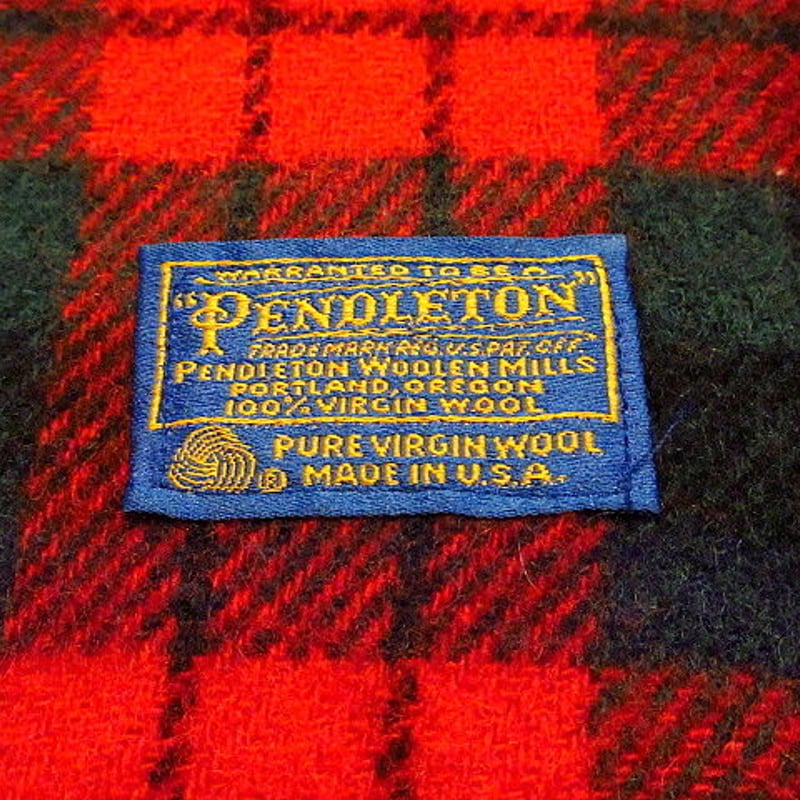 WARRANTED TO BE A
"PENDLETON"
TRADE MARK REG. U.S. PAT. OFF.
PENDLETON WOOLEN MILLS
PORTLAND, OREGON
100% VIRGIN WOOL
PURE VIRGIN WOOL
® MADE IN U.S.A.